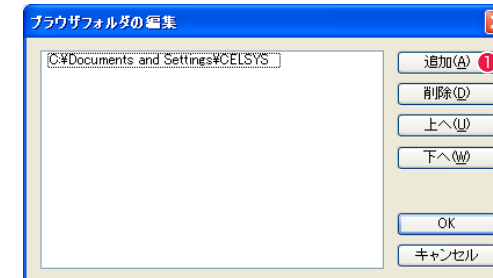 ブラウザフォルダの編集
C:¥Documents and Settings¥CELSYS
追加(A) 1
削除(D)
上へ(U)
下へ(W)
OK
キャンセル